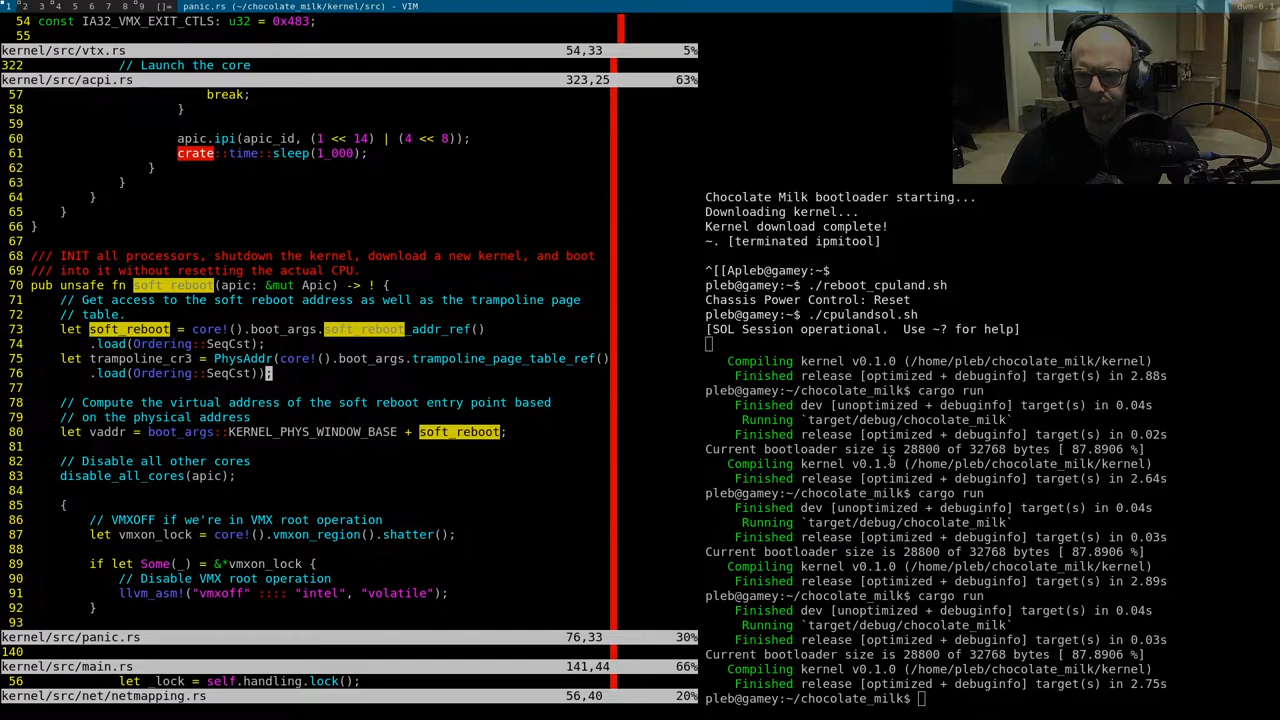 1 2 3 4 5 6 7 8 9 []= panic.rs (~/chocolate_milk/kernel/src) - VIM
dwm-6.1
54 const IA32_VMX_EXIT_CTLS: u32 = 0x483;
55
kernel/src/vtx.rs 54,33 5%
322 // Launch the core
kernel/src/acpi.rs 323,25 63%
57 break;
58 }
59
60 apic.ipi(apic_id, (1 << 14) | (4 << 8));
61 crate::time::sleep(1_000);
62 }
63 }
64 }
65 }
66 }
67
68 /// INIT all processors, shutdown the kernel, download a new kernel, and boot
69 /// into it without resetting the actual CPU.
70 pub unsafe fn soft_reboot(apic: &mut Apic) -> ! {
71 // Get access to the soft reboot address as well as the trampoline page
72 // table.
73 let soft_reboot = core!().boot_args.soft_reboot_addr_ref()
74 .load(Ordering::SeqCst);
75 let trampoline_cr3 = PhysAddr(core!().boot_args.trampoline_page_table_ref()
76 .load(Ordering::SeqCst));
77
78 // Compute the virtual address of the soft reboot entry point based
79 // on the physical address
80 let vaddr = boot_args::KERNEL_PHYS_WINDOW_BASE + soft_reboot;
81
82 // Disable all other cores
83 disable_all_cores(apic);
84
85 {
86 // VMXOFF if we're in VMX root operation
87 let vmxon_lock = core!().vmxon_region().shatter();
88
89 if let Some(_) = &*vmxon_lock {
90 // Disable VMX root operation
91 llvm_asm!("vmxoff" :::: "intel", "volatile");
92 }
93
kernel/src/panic.rs 76,33 30%
140
kernel/src/main.rs 141,44 66%
56 let _lock = self.handling.lock();
kernel/src/net/netmapping.rs 56,40 20%
Chocolate Milk bootloader starting...
Downloading kernel...
Kernel download complete!
~. [terminated ipmitool]
^[[Apleb@gamey:~$
pleb@gamey:~$ ./reboot_cpuland.sh
Chassis Power Control: Reset
pleb@gamey:~$ ./cpulandsol.sh
[SOL Session operational. Use ~? for help]
Compiling kernel v0.1.0 (/home/pleb/chocolate_milk/kernel)
Finished release [optimized + debuginfo] target(s) in 2.88s
pleb@gamey:~/chocolate_milk$ cargo run
Finished dev [unoptimized + debuginfo] target(s) in 0.04s
Running `target/debug/chocolate_milk`
Finished release [optimized + debuginfo] target(s) in 0.02s
Current bootloader size is 28800 of 32768 bytes [ 87.8906 %]
Compiling kernel v0.1.0 (/home/pleb/chocolate_milk/kernel)
Finished release [optimized + debuginfo] target(s) in 2.64s
pleb@gamey:~/chocolate_milk$ cargo run
Finished dev [unoptimized + debuginfo] target(s) in 0.04s
Running `target/debug/chocolate_milk`
Finished release [optimized + debuginfo] target(s) in 0.03s
Current bootloader size is 28800 of 32768 bytes [ 87.8906 %]
Compiling kernel v0.1.0 (/home/pleb/chocolate_milk/kernel)
Finished release [optimized + debuginfo] target(s) in 2.89s
pleb@gamey:~/chocolate_milk$ cargo run
Finished dev [unoptimized + debuginfo] target(s) in 0.04s
Running `target/debug/chocolate_milk`
Finished release [optimized + debuginfo] target(s) in 0.03s
Current bootloader size is 28800 of 32768 bytes [ 87.8906 %]
Compiling kernel v0.1.0 (/home/pleb/chocolate_milk/kernel)
Finished release [optimized + debuginfo] target(s) in 2.75s
pleb@gamey:~/chocolate_milk$